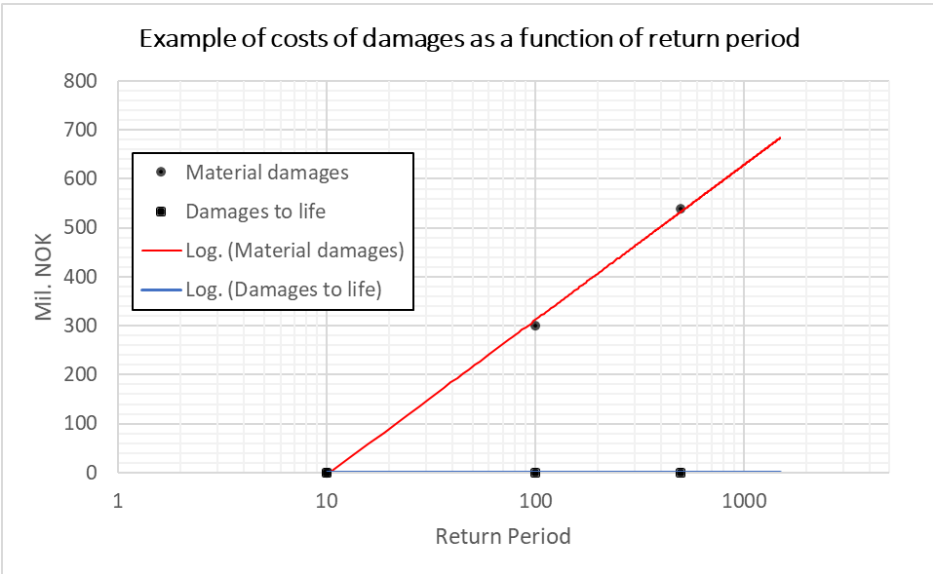 Example of costs of damages as a function of return period
800
700
600
500
400
300
200
100
0
Mil. NOK
Material damages
Damages to life
Log. (Material damages)
Log. (Damages to life)
1 10 100 1000
Return Period